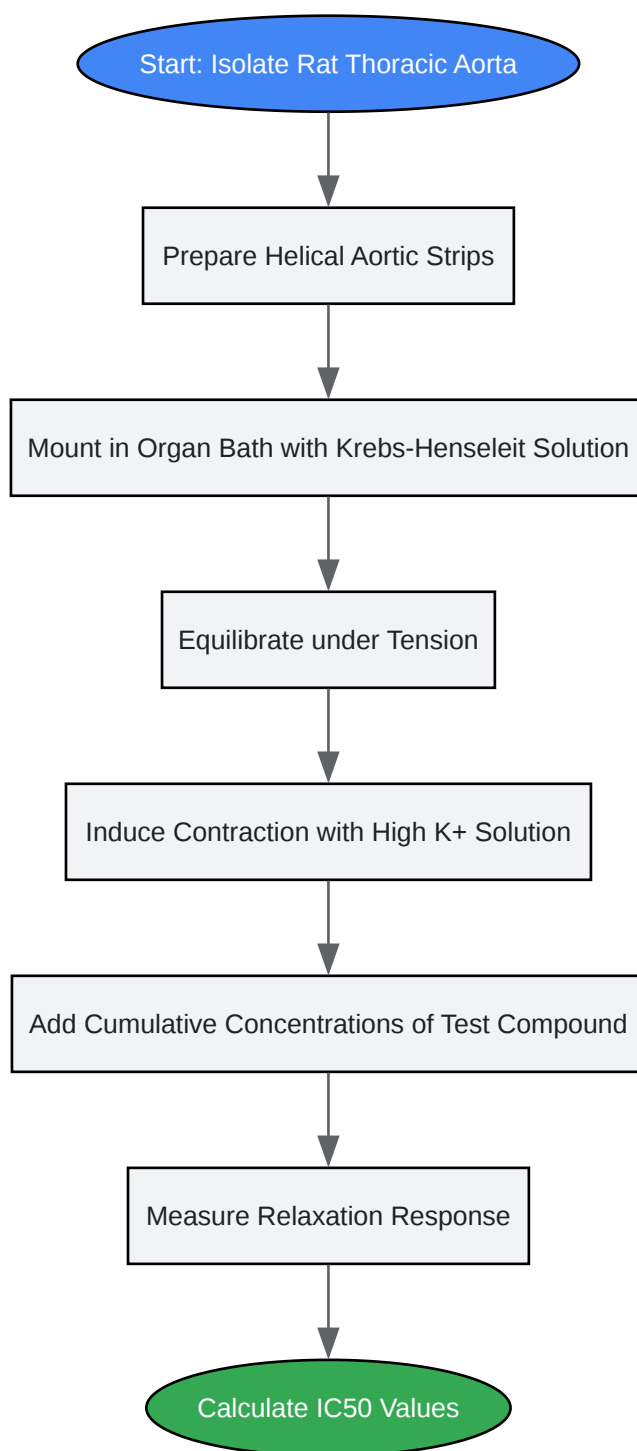 Start: Isolate Rat Thoracic Aorta
Prepare Helical Aortic Strips
Mount in Organ Bath with Krebs-Henseleit Solution
Equilibrate under Tension
Induce Contraction with High K+ Solution
Add Cumulative Concentrations of Test Compound
Measure Relaxation Response
Calculate IC50 Values